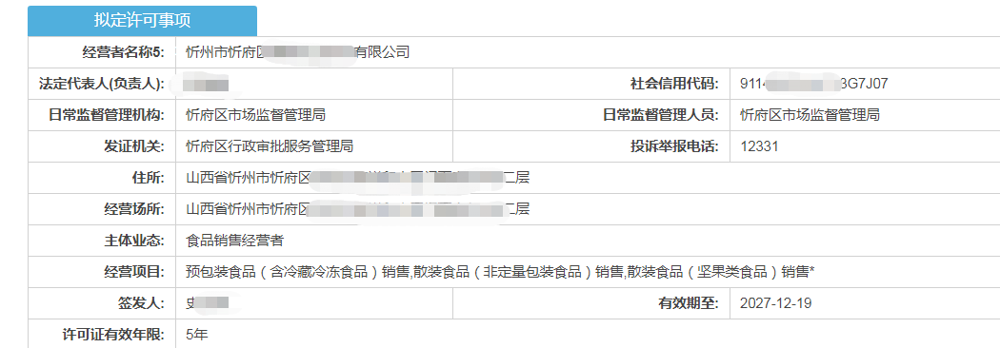 拟定许可事项
经营者名称5: 忻州市忻府区 有限公司
法定代表人(负责人): 社会信用代码: 911 3G7J07
日常监督管理机构: 忻府区市场监督管理局 日常监督管理人员: 忻府区市场监督管理局
发证机关: 忻府区行政审批服务管理局 投诉举报电话: 12331
住所: 山西省忻州市忻府区 二层
经营场所: 山西省忻州市忻府区 二层
主体业态: 食品销售经营者
经营项目: 预包装食品（含冷藏冷冻食品）销售,散装食品（非定量包装食品）销售,散装食品（坚果类食品）销售*
签发人: 有效期至: 2027-12-19
许可证有效年限: 5年